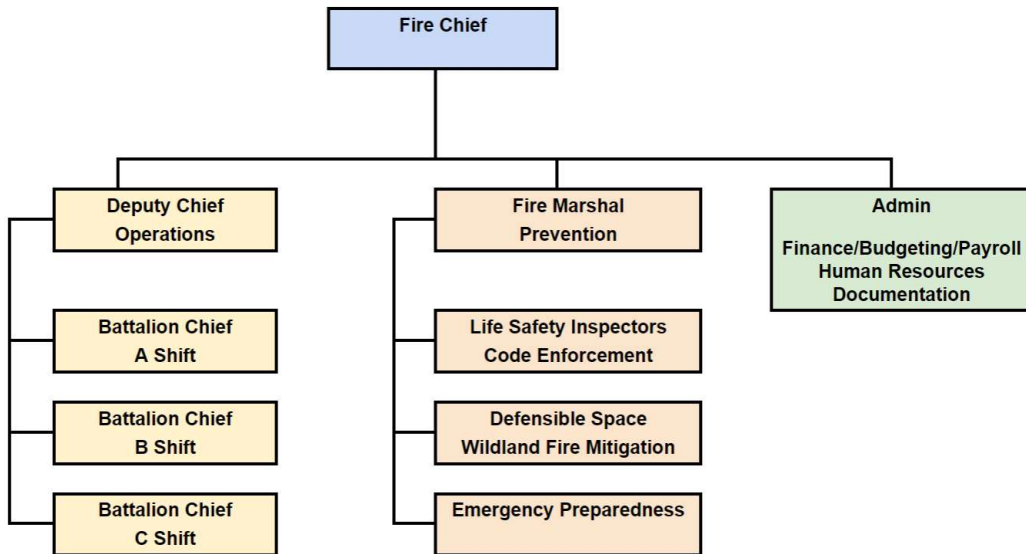 Fire Chief
Deputy Chief
Operations
Fire Marshal
Prevention
Admin
Finance/Budgeting/Payroll
Human Resources
Documentation
Battalion Chief
A Shift
Life Safety Inspectors
Code Enforcement
Battalion Chief
B Shift
Defensible Space
Wildland Fire Mitigation
Battalion Chief
C Shift
Emergency Preparedness